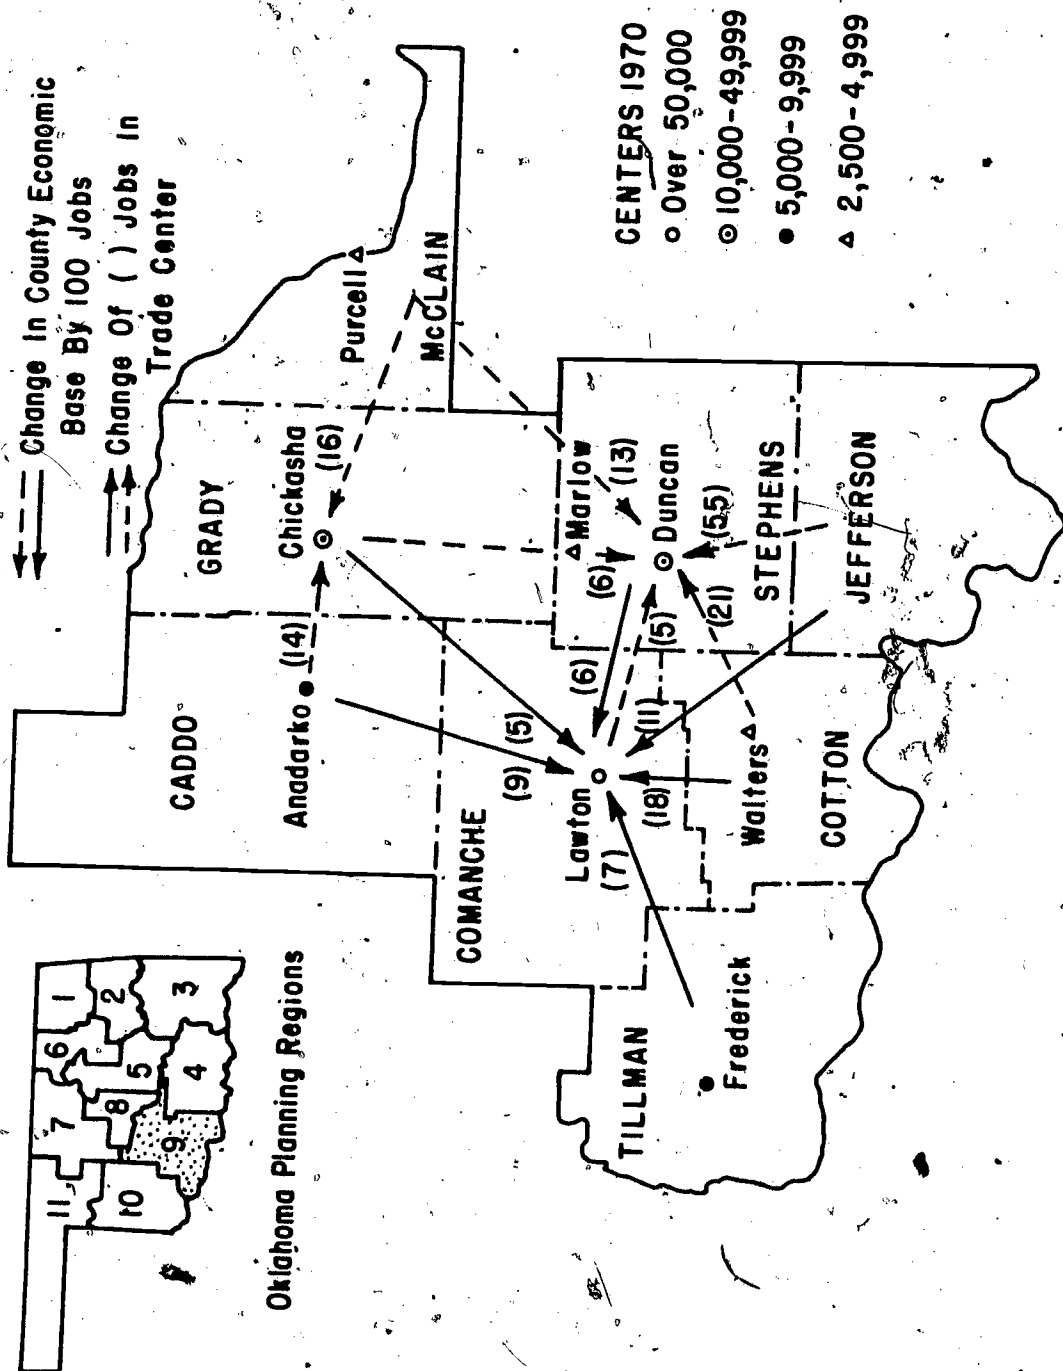 Change In County Economic
Base By 100 Jobs
Change Of ( ) Jobs In
Trade Center
1
2
3
4
5
6
7
8
9
10
11
Oklahoma Planning Regions
CADDO
Anadarko
(14)
GRADY
Chickasha
(16)
Purcell
McCLAIN
COMANCHE
(9)
(5)
Lawton
(7)
(6)
(6)
Marlow
(13)
Duncan
(5)
(11)
(18)
(21)
(55)
STEPHENS
TILLMAN
Frederick
Walters
COTTON
JEFFERSON
CENTERS 1970
Over 50,000
10,000-49,999
5,000-9,999
2,500-4,999